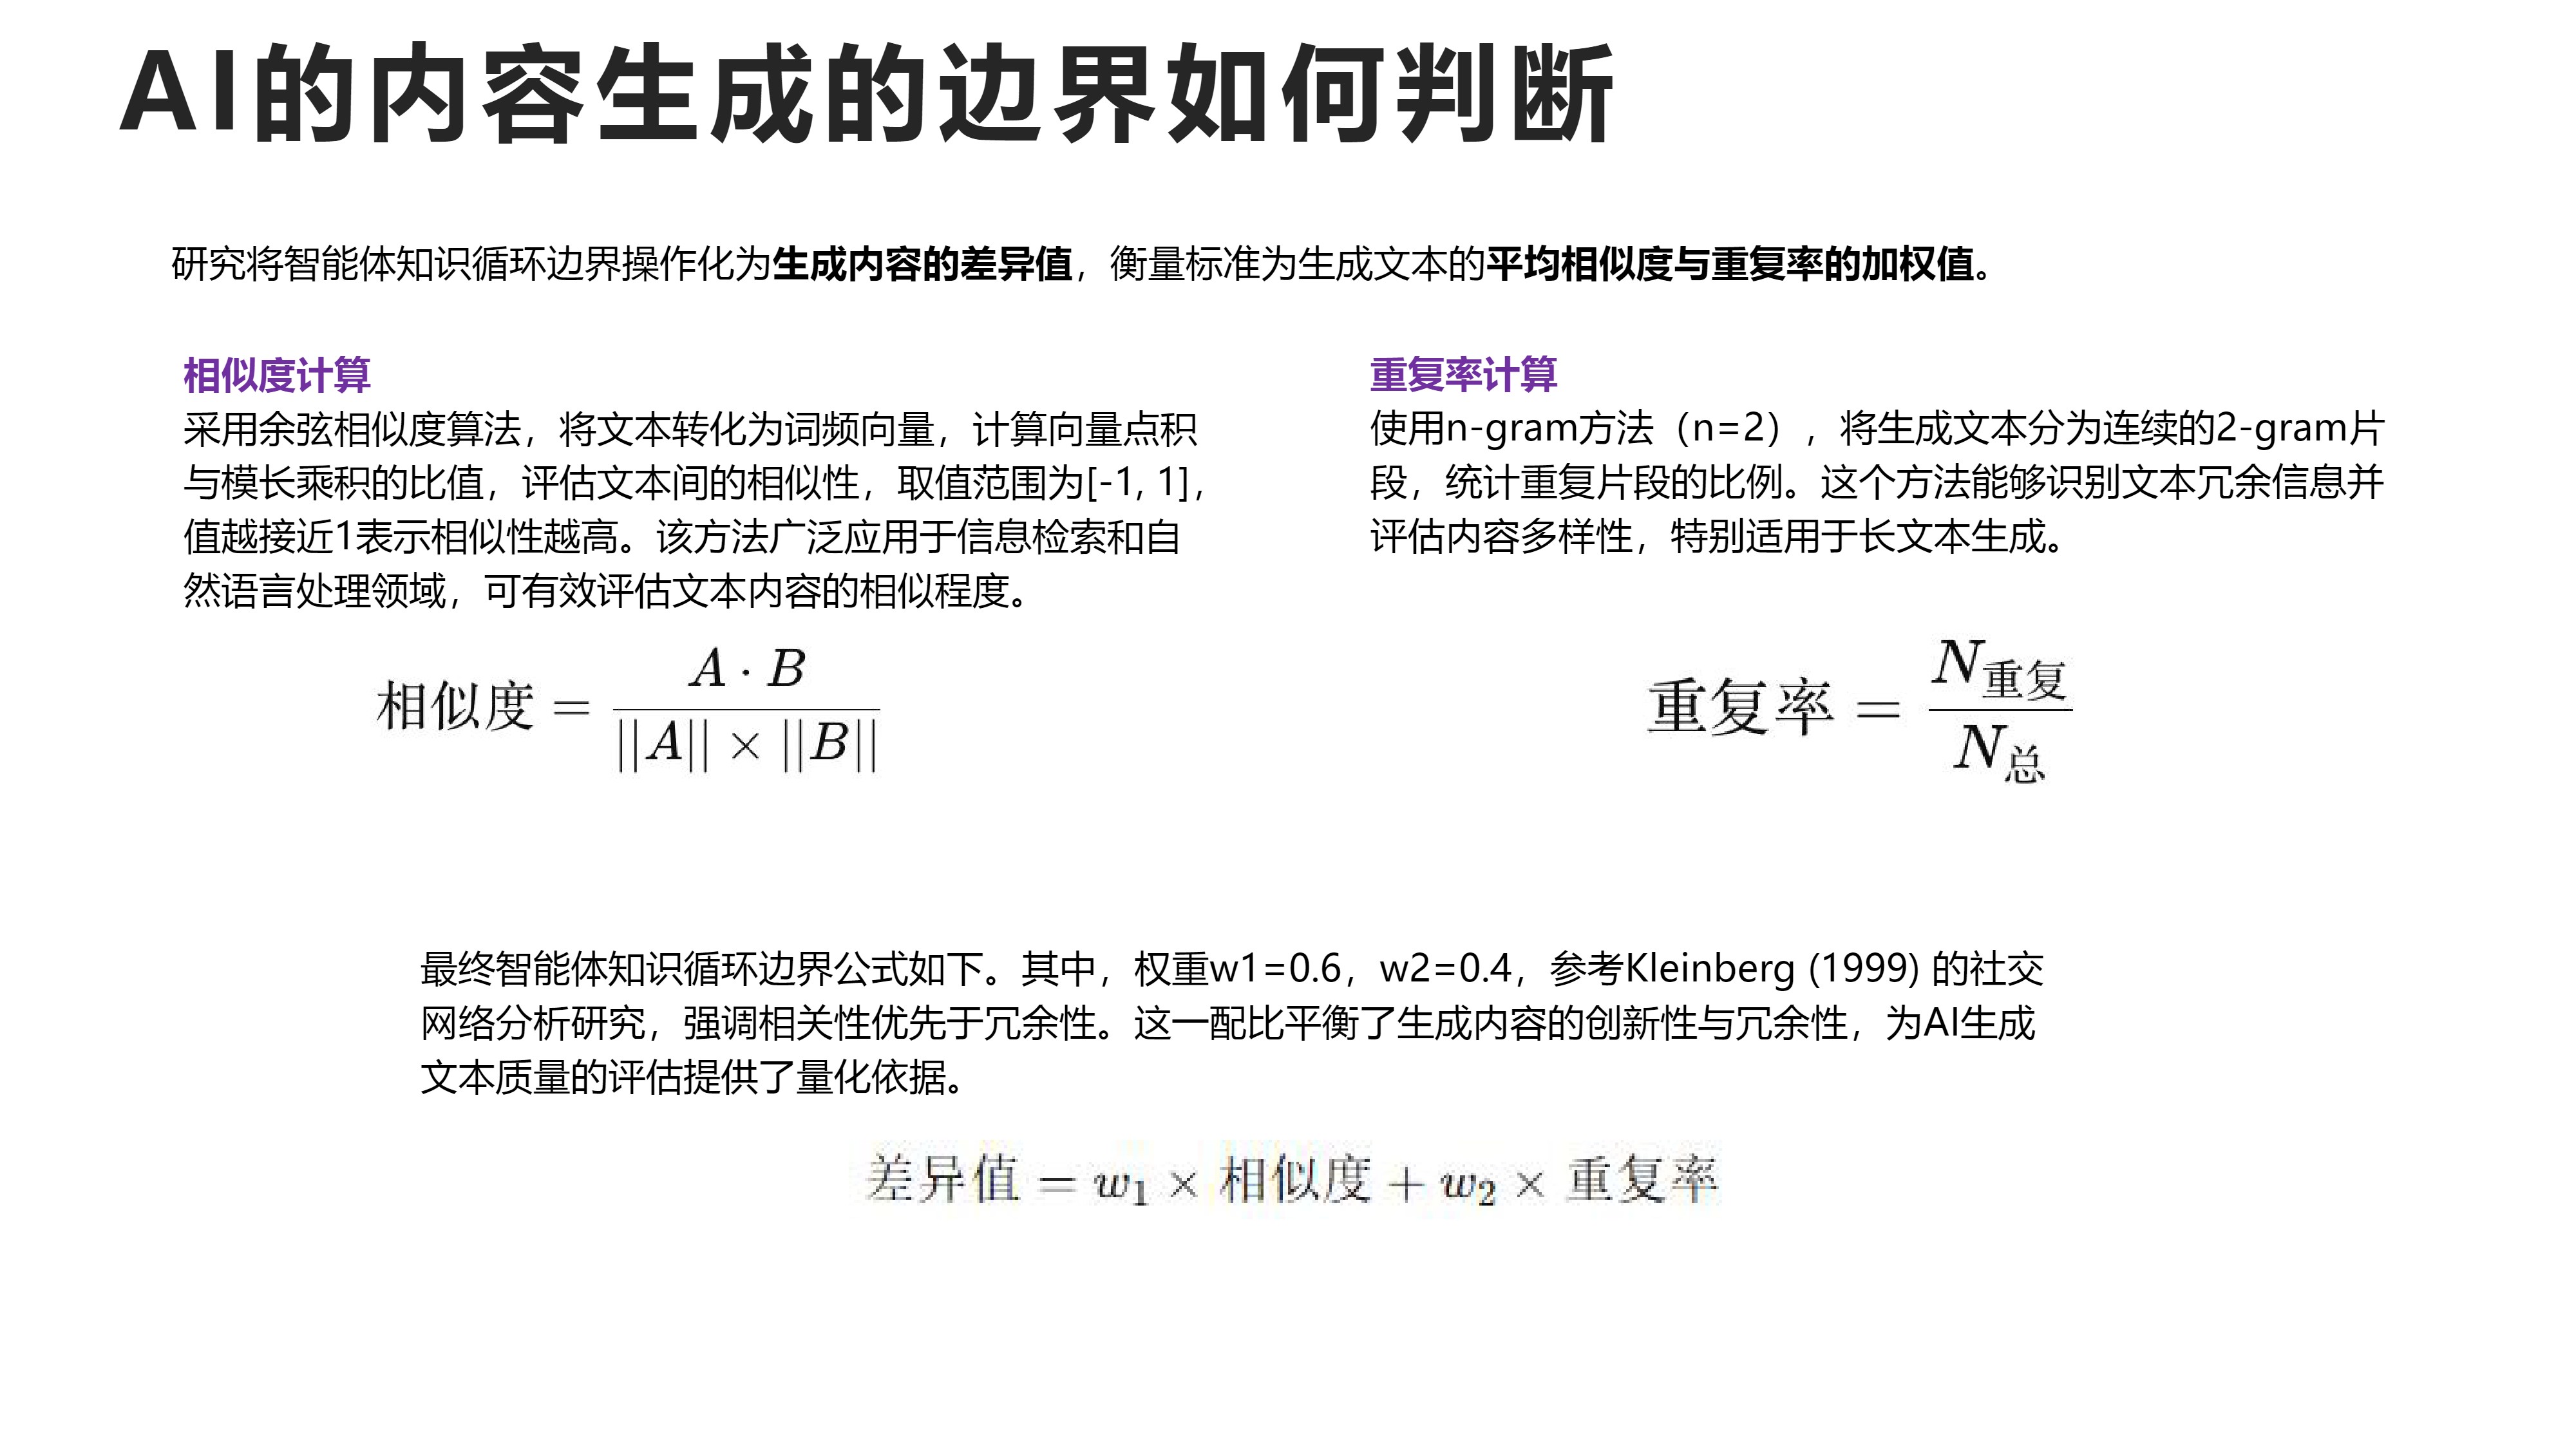 AI的内容生成的边界如何判断
研究将智能体知识循环边界操作化为生成内容的差异值，衡量标准为生成文本的平均相似度与重复率的加权值。
相似度计算
采用余弦相似度算法，将文本转化为词频向量，计算向量点积
与模长乘积的比值，评估文本间的相似性，取值范围为[-1, 1]，
值越接近1表示相似性越高。该方法广泛应用于信息检索和自
然语言处理领域，可有效评估文本内容的相似程度。
相似度 = A · B / ||A|| × ||B||
重复率计算
使用n-gram方法（n=2），将生成文本分为连续的2-gram片
段，统计重复片段的比例。这个方法能够识别文本冗余信息并
评估内容多样性，特别适用于长文本生成。
重复率 = N重复 / N总
最终智能体知识循环边界公式如下。其中，权重w1=0.6，w2=0.4，参考Kleinberg (1999) 的社交
网络分析研究，强调相关性优先于冗余性。这一配比平衡了生成内容的创新性与冗余性，为AI生成
文本质量的评估提供了量化依据。
差异值 = w₁ × 相似度 + w₂ × 重复率